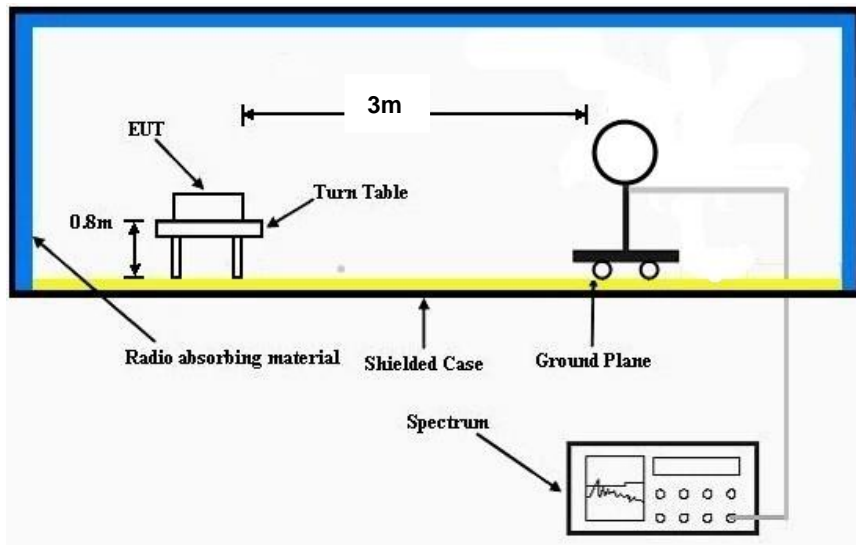 3m
EUT
Turn Table
0.8m
Radio absorbing material
Shielded Case
Ground Plane
Spectrum